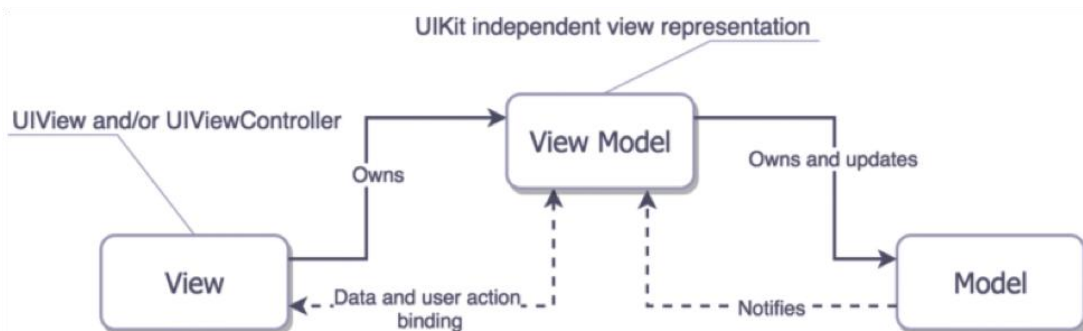 UIKit independent view representation
UIView and/or UIViewController
View Model
Owns
Owns and updates
View
Data and user action
binding
Notifies
Model